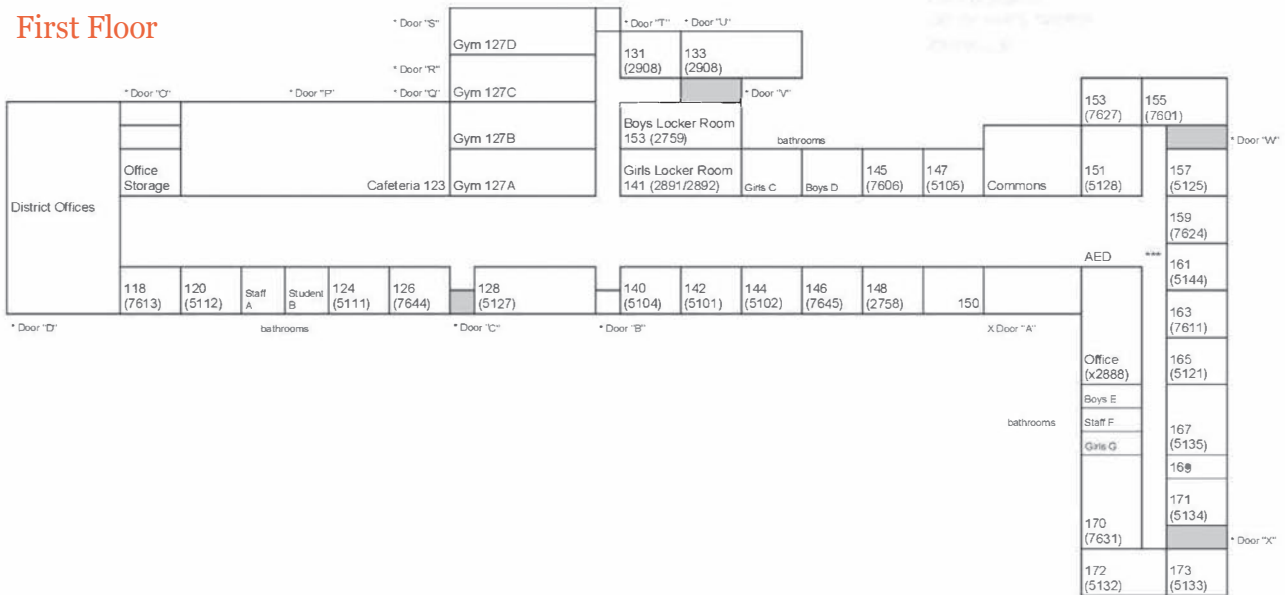 First Floor
* Door "S"
* Door "T"
* Door "U"
Gym 127D
131
(2908)
133
(2908)
* Door "R"
* Door "P"
* Door "Q"
Gym 127C
* Door "V"
153
(7627)
155
(7601)
Gym 127B
Boys Locker Room
153 (2759)
bathrooms
* Door "W"
Office
Storage
Cafeteria 123
Gym 127A
Girls Locker Room
141 (2891/2892)
Girls C
Boys D
145
(7606)
147
(5105)
Commons
151
(5128)
157
(5125)
District Offices
159
(7624)
AED
***
161
(5144)
118
(7613)
120
(5112)
Staff
A
Student
B
124
(5111)
126
(7644)
128
(5127)
140
(5104)
142
(5101)
144
(5102)
146
(7645)
148
(2758)
150
163
(7611)
* Door "D"
bathrooms
* Door "C"
* Door "B"
X Door "A"
Office
(x2888)
165
(5121)
Boys E
bathrooms
Staff F
Girls G
167
(5135)
171
(5134)
170
(7631)
* Door "X"
172
(5132)
173
(5133)